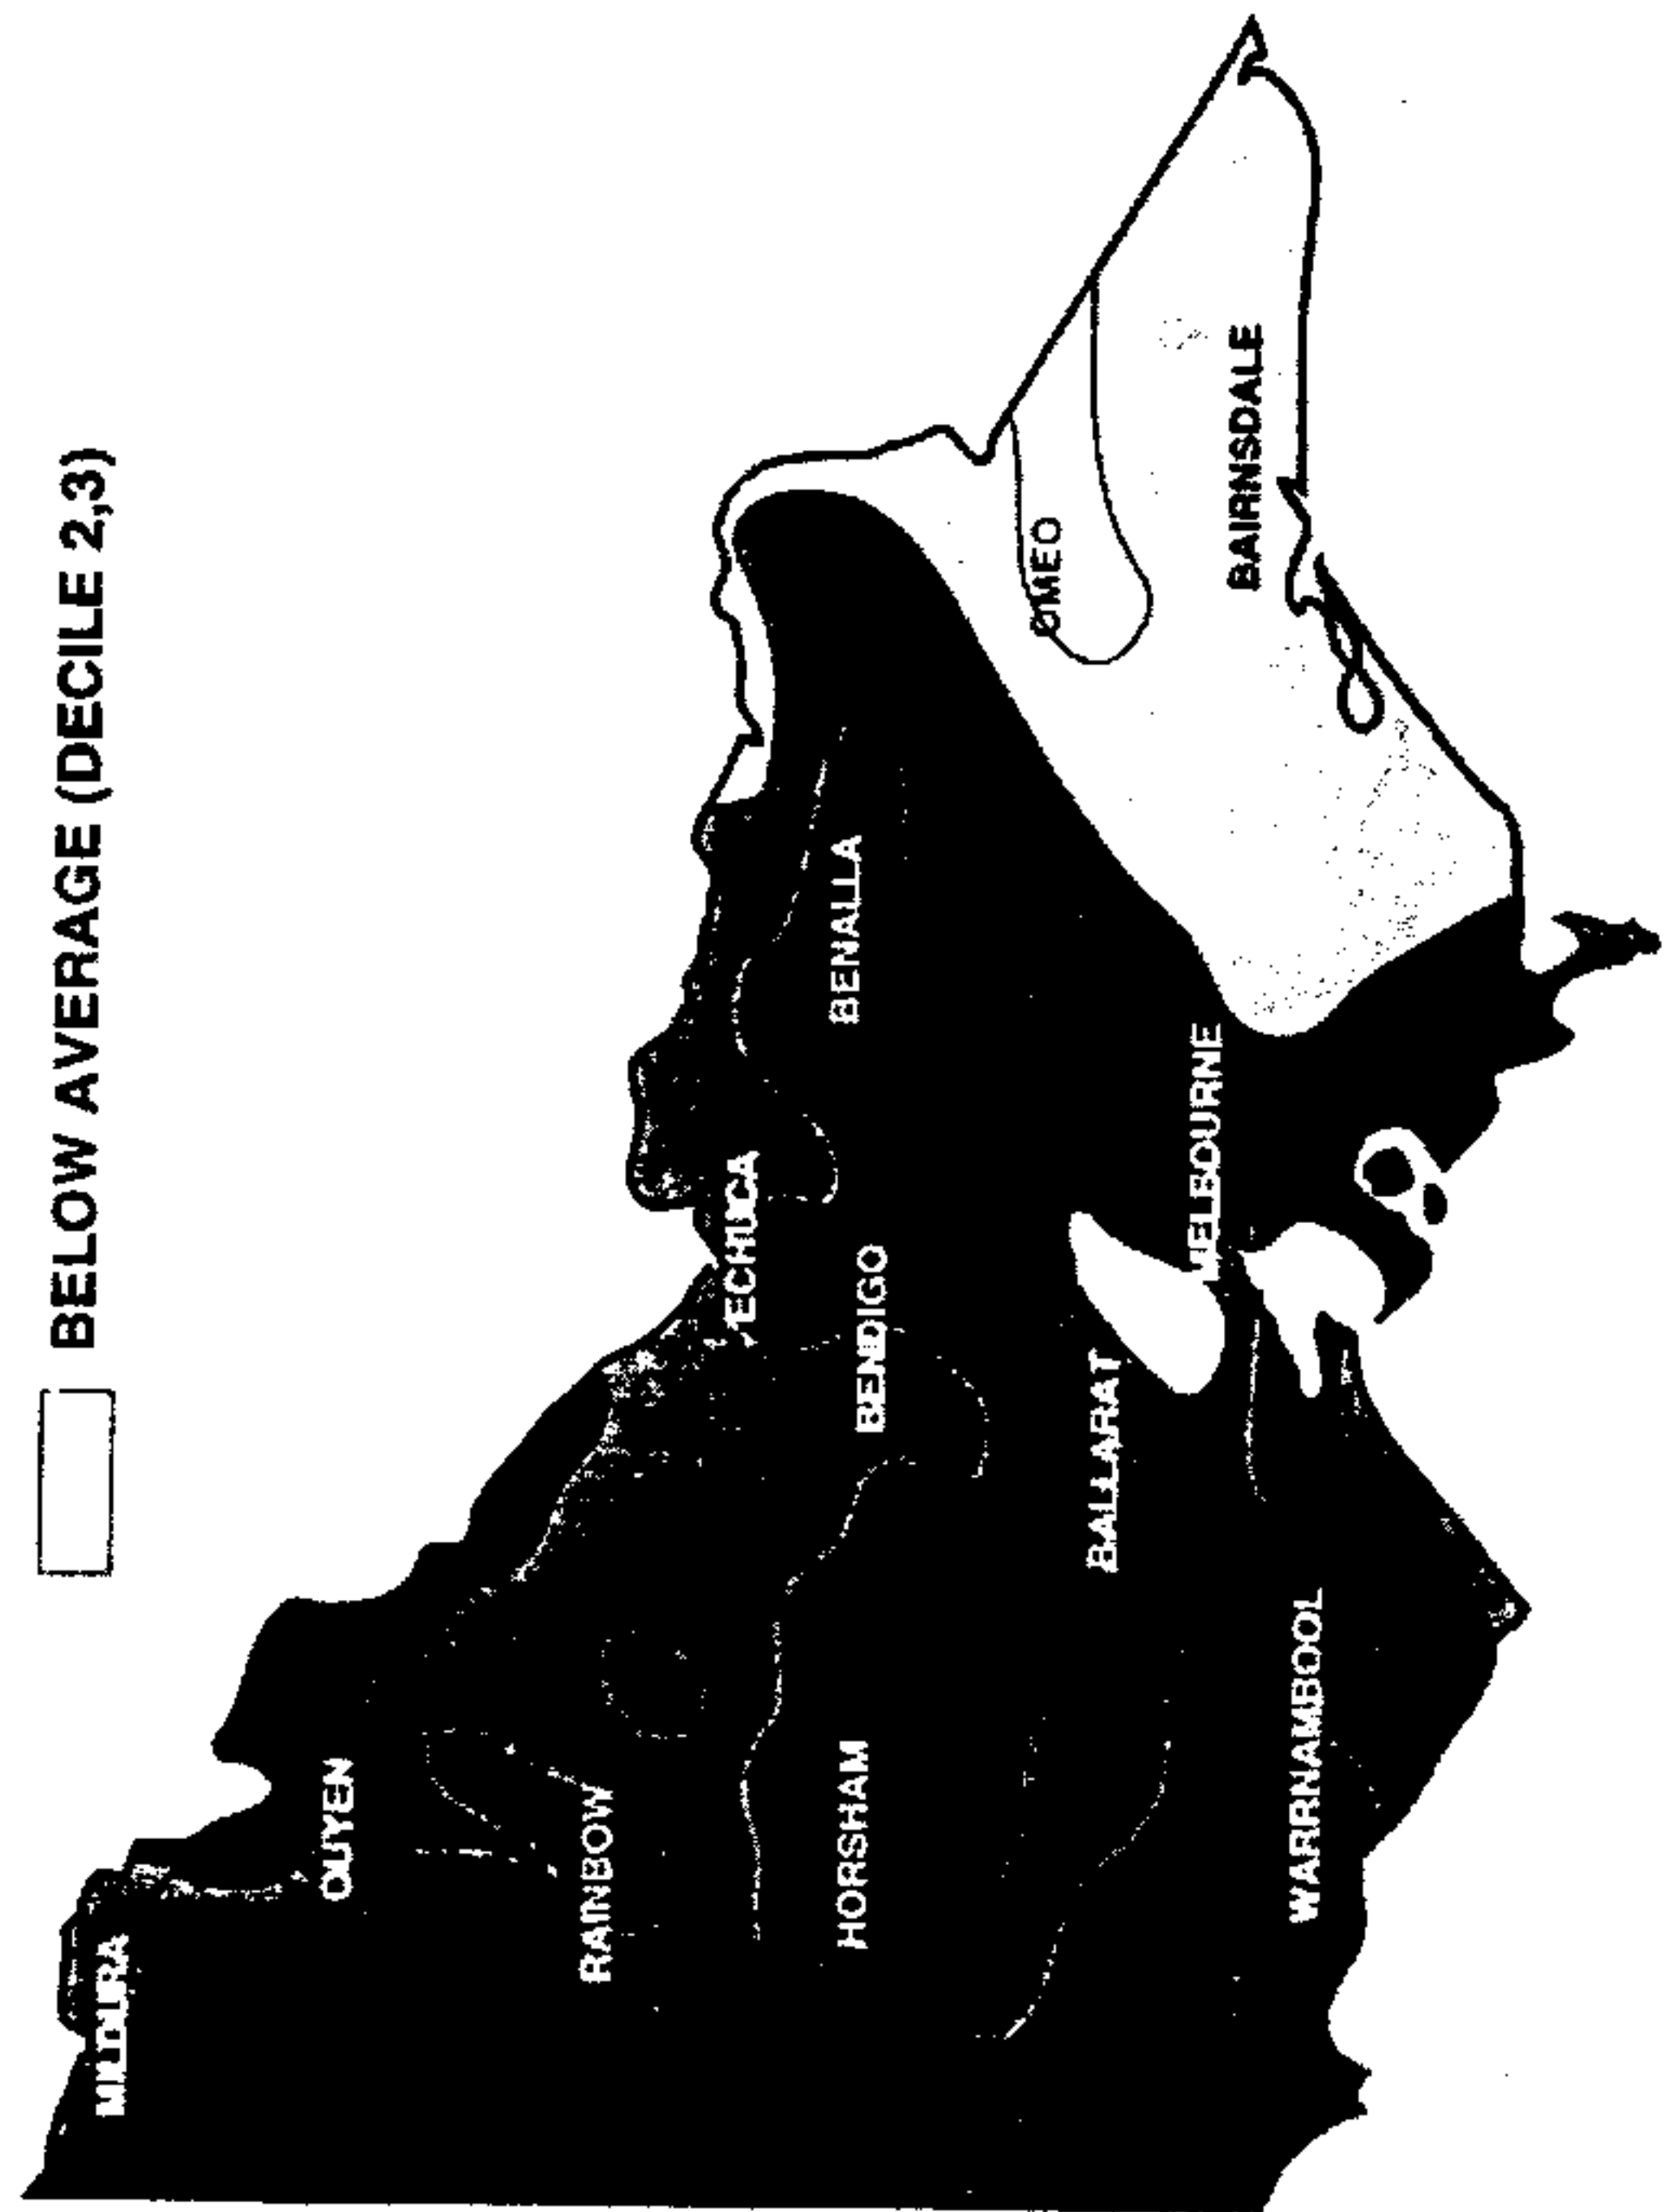 BELOW AVERAGE (DECILE 2,3)
MILDURA
OUYEN
RAINBOW
ECHUCA
BENALLA
HORSHAM
BENDIGO
OMEO
BALLARAT
MELBOURNE
BAIRNSDALE
WARRNAMBOOL